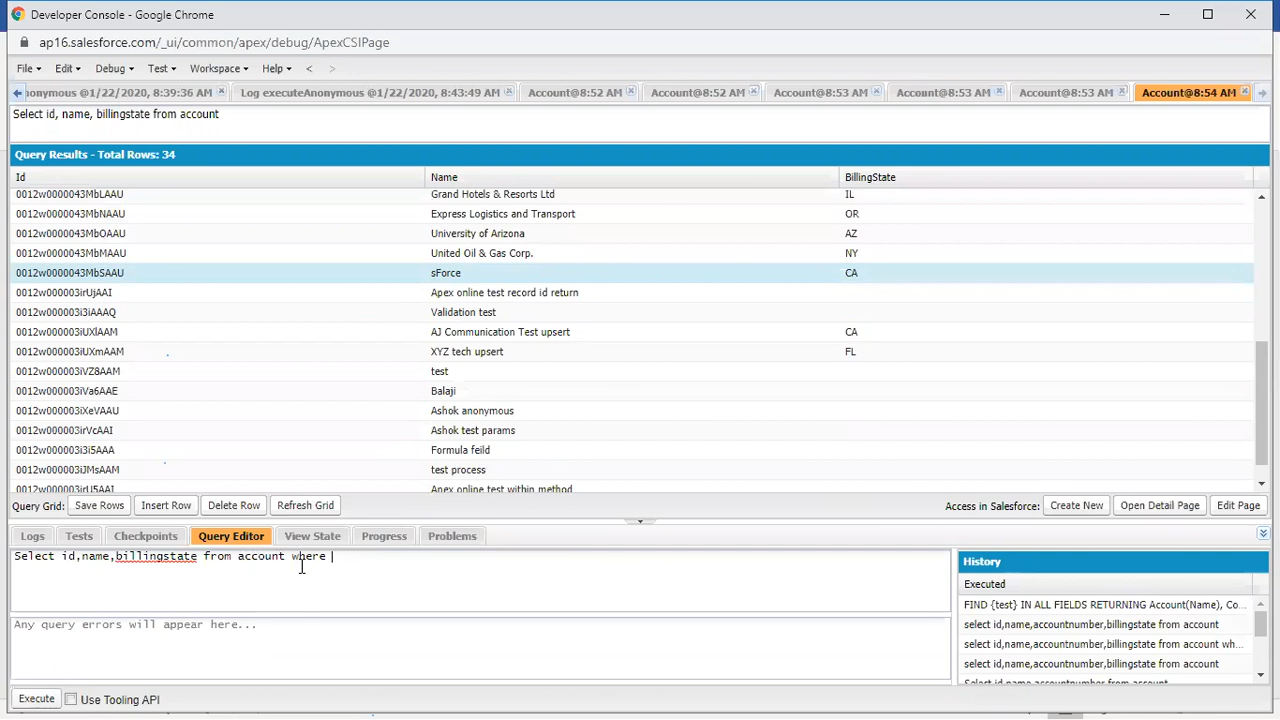 Developer Console - Google Chrome
ap16.salesforce.com/_ui/common/apex/debug/ApexCSIPage
File Edit Debug Test Workspace Help < >
nonymous @1/22/2020, 8:39:36 AM Log executeAnonymous @1/22/2020, 8:43:49 AM Account@8:52 AM Account@8:52 AM Account@8:53 AM Account@8:53 AM Account@8:53 AM Account@8:54 AM
Select id, name, billingstate from account
Query Results - Total Rows: 34
Id Name BillingState
0012w0000043MbLAAU Grand Hotels & Resorts Ltd IL
0012w0000043MbNAAU Express Logistics and Transport OR
0012w0000043MbOAAU University of Arizona AZ
0012w0000043MbMAAU United Oil & Gas Corp. NY
0012w0000043MbSAAU sForce CA
0012w000003irUjAAI Apex online test record id return
0012w000003i3iAAAQ Validation test
0012w000003iUXlAAM AJ Communication Test upsert CA
0012w000003iUXmAAM XYZ tech upsert FL
0012w000003iVZ8AAM test
0012w000003iVa6AAE Balaji
0012w000003iXeVAAU Ashok anonymous
0012w000003irVcAAI Ashok test params
0012w000003i3i5AAA Formula feild
0012w000003iJMsAAM test process
0012w000003irU5AAI Apex online test within method
Query Grid: Save Rows Insert Row Delete Row Refresh Grid Access in Salesforce: Create New Open Detail Page Edit Page
Logs Tests Checkpoints Query Editor View State Progress Problems
Select id,name,billingstate from account where
Any query errors will appear here...
History
Executed
FIND {test} IN ALL FIELDS RETURNING Account(Name), Co...
select id,name,accountnumber,billingstate from account
select id,name,accountnumber,billingstate from account wh...
select id,name,accountnumber,billingstate from account
Select id,name,accountnumber from account
Execute Use Tooling API